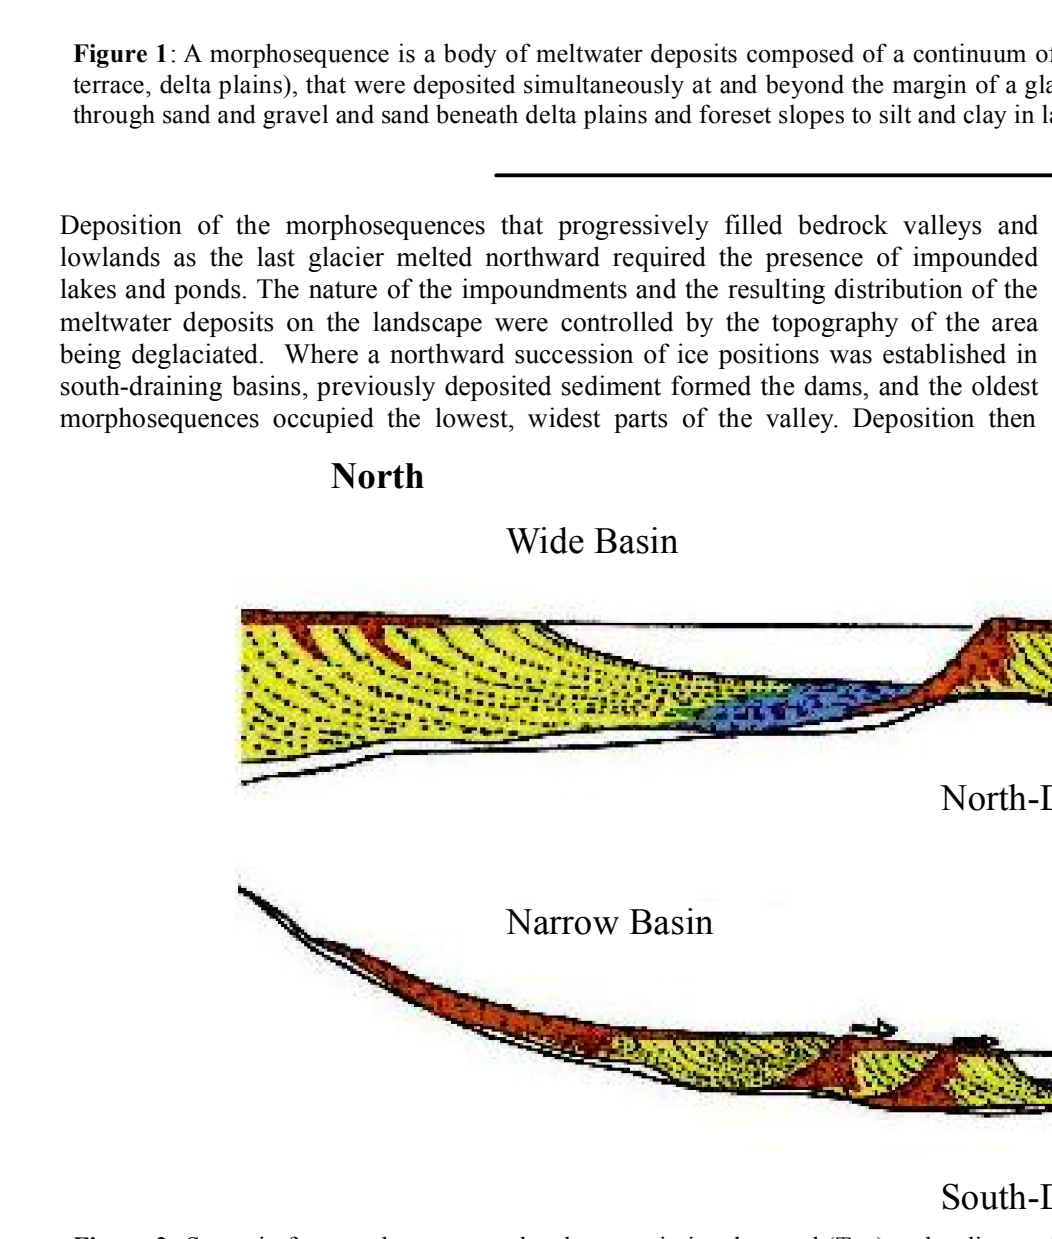 Figure 1: A morphosequence is a body of meltwater deposits composed of a continuum of
terrace, delta plains), that were deposited simultaneously at and beyond the margin of a gla
through sand and gravel and sand beneath delta plains and foreset slopes to silt and clay in la
Deposition of the morphosequences that progressively filled bedrock valleys and
lowlands as the last glacier melted northward required the presence of impounded
lakes and ponds. The nature of the impoundments and the resulting distribution of the
meltwater deposits on the landscape were controlled by the topography of the area
being deglaciated.  Where a northward succession of ice positions was established in
south-draining basins, previously deposited sediment formed the dams, and the oldest
morphosequences occupied the lowest, widest parts of the valley. Deposition then
North
Wide Basin
North-D
Narrow Basin
South-D